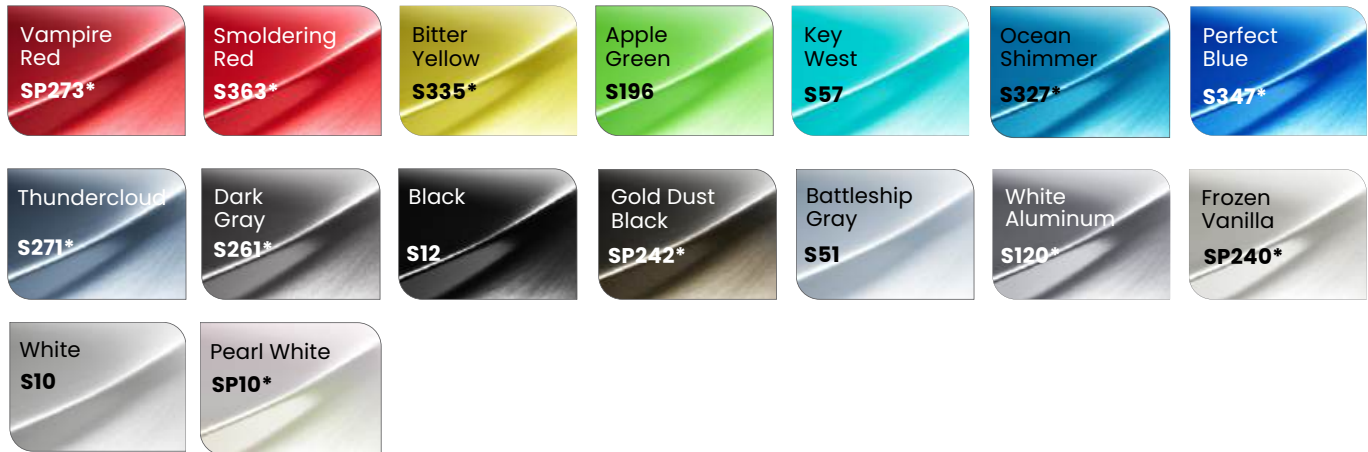 Vampire
Red
SP273*
Smoldering
Red
S363*
Bitter
Yellow
S335*
Apple
Green
S196
Key
West
S57
Ocean
Shimmer
S327*
Perfect
Blue
S347*
Thundercloud
S271*
Dark
Gray
S261*
Black
S12
Gold Dust
Black
SP242*
Battleship
Gray
S51
White
Aluminum
S120*
Frozen
Vanilla
SP240*
White
S10
Pearl White
SP10*